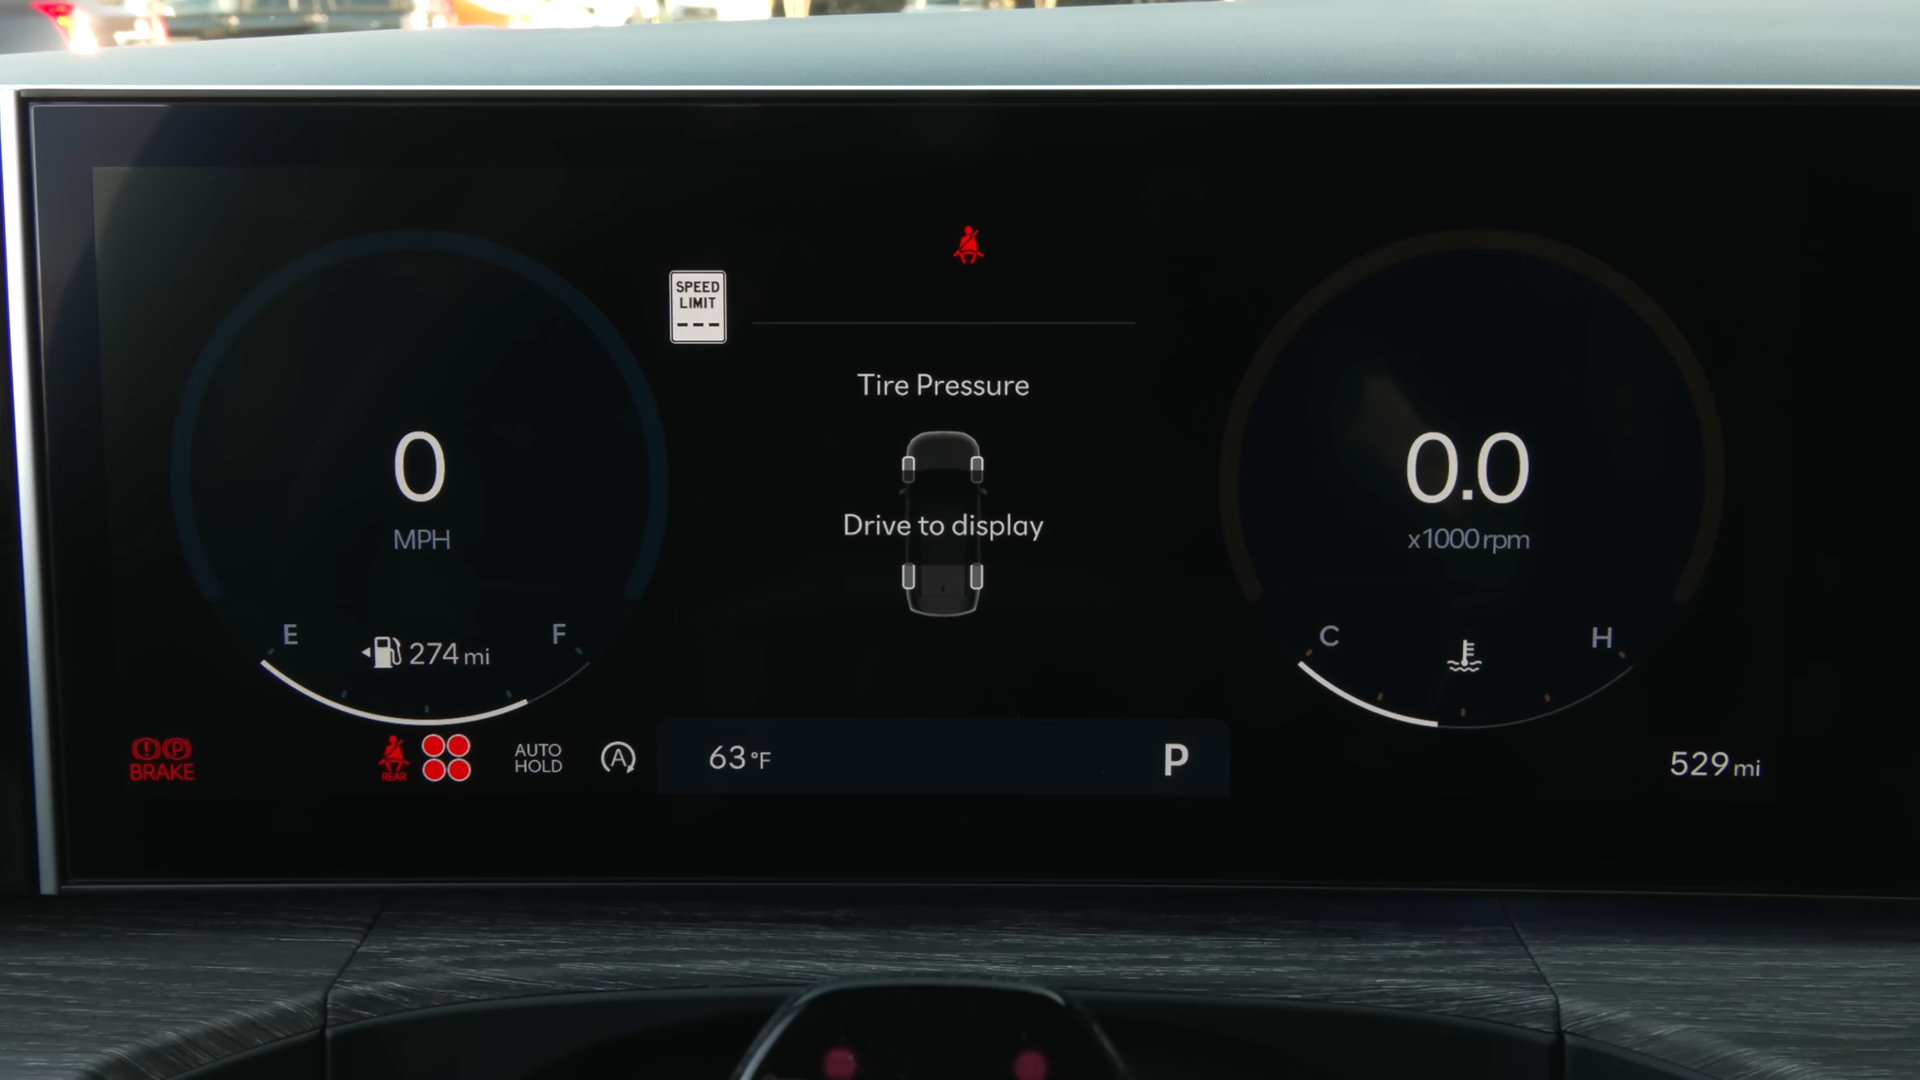 SPEED
LIMIT
---
Tire Pressure
0
MPH
Drive to display
0.0
x1000 rpm
E
274 mi
F
C
H
BRAKE
P
REAR
AUTO
HOLD
A
63 °F
P
529 mi